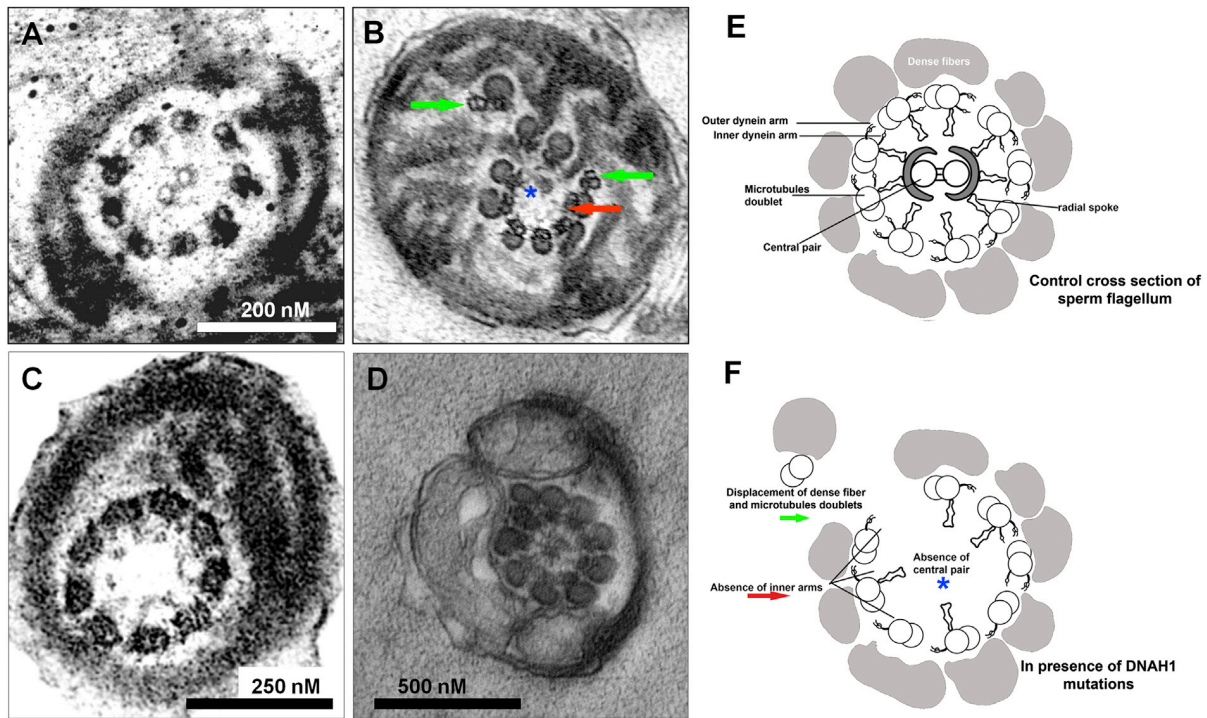 A
200 nM
B
*
C
250 nM
D
500 nM
E
Dense fibers
Outer dynein arm
Inner dynein arm
Microtubules
doublet
Central pair
radial spoke
Control cross section of
sperm flagellum
F
Displacement of dense fiber
and microtubules doublets
Absence of
central pair
*
Absence of inner arms
In presence of DNAH1
mutations